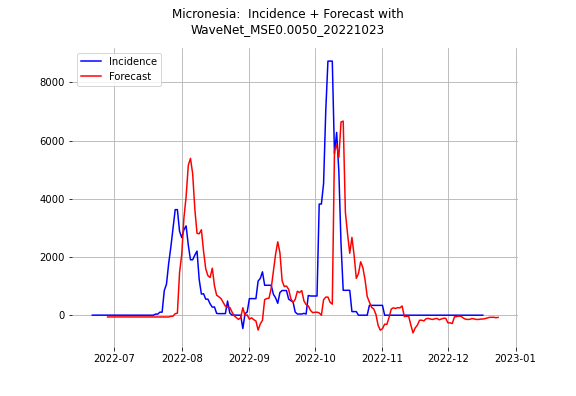 Micronesia:  Incidence + Forecast with
WaveNet_MSE0.0050_20221023
Incidence
Forecast
8000
6000
4000
2000
0
2022-07 2022-08 2022-09 2022-10 2022-11 2022-12 2023-01